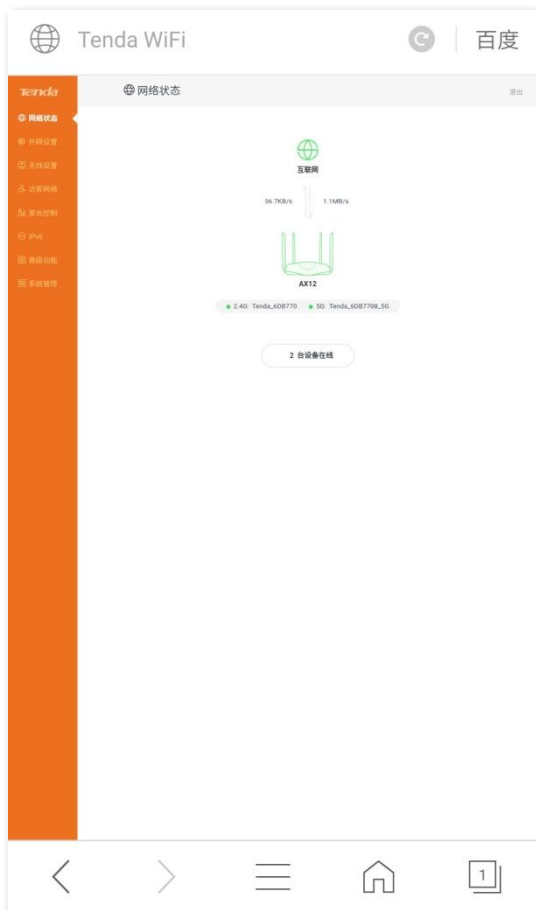 Tenda WiFi
百度
Tenda
网络状态
退出
网络状态
外网设置
无线设置
访客网络
家长控制
IPv6
高级功能
系统管理
互联网
36.7KB/s
1.1MB/s
AX12
2.4G: Tenda_6DB770
5G: Tenda_6DB770B_5G
2 台设备在线
1